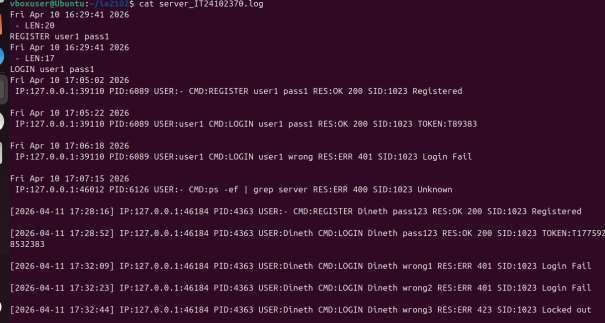 vboxuser@Ubuntu:~/ie2102$ cat server_IT24102370.log
Fri Apr 10 16:29:41 2026
- LEN:20
REGISTER user1 pass1
Fri Apr 10 16:29:41 2026
- LEN:17
LOGIN user1 pass1
Fri Apr 10 17:05:02 2026
IP:127.0.0.1:39110 PID:6089 USER:- CMD:REGISTER user1 pass1 RES:OK 200 SID:1023 Registered
Fri Apr 10 17:05:22 2026
IP:127.0.0.1:39110 PID:6089 USER:user1 CMD:LOGIN user1 pass1 RES:OK 200 SID:1023 TOKEN:T89383
Fri Apr 10 17:06:18 2026
IP:127.0.0.1:39110 PID:6089 USER:user1 CMD:LOGIN user1 wrong RES:ERR 401 SID:1023 Login Fail
Fri Apr 10 17:07:15 2026
IP:127.0.0.1:46012 PID:6126 USER:- CMD:ps -ef | grep server RES:ERR 400 SID:1023 Unknown
[2026-04-11 17:28:16] IP:127.0.0.1:46184 PID:4363 USER:- CMD:REGISTER Dineth pass123 RES:OK 200 SID:1023 Registered
[2026-04-11 17:28:52] IP:127.0.0.1:46184 PID:4363 USER:Dineth CMD:LOGIN Dineth pass123 RES:OK 200 SID:1023 TOKEN:T177592
8532383
[2026-04-11 17:32:09] IP:127.0.0.1:46184 PID:4363 USER:Dineth CMD:LOGIN Dineth wrong1 RES:ERR 401 SID:1023 Login Fail
[2026-04-11 17:32:23] IP:127.0.0.1:46184 PID:4363 USER:Dineth CMD:LOGIN Dineth wrong2 RES:ERR 401 SID:1023 Login Fail
[2026-04-11 17:32:44] IP:127.0.0.1:46184 PID:4363 USER:Dineth CMD:LOGIN Dineth wrong3 RES:ERR 423 SID:1023 Locked out